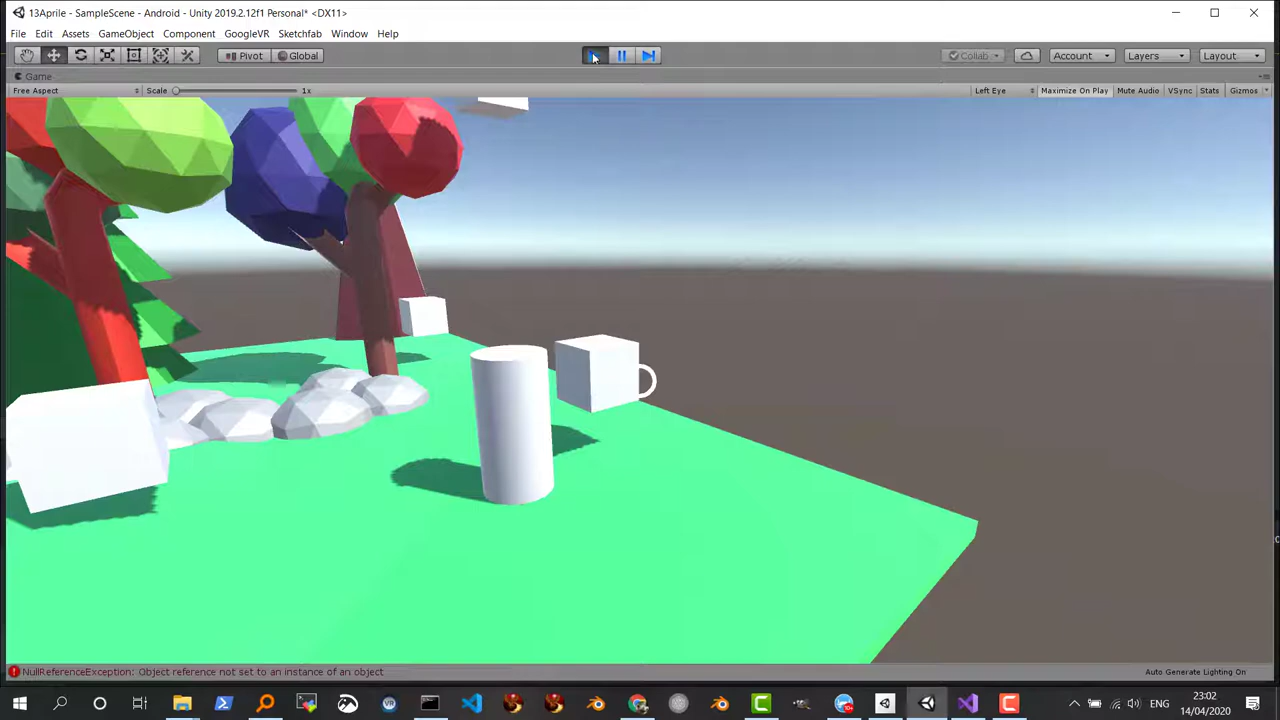 13Aprile - SampleScene - Android - Unity 2019.2.12f1 Personal* <DX11>
File Edit Assets GameObject Component GoogleVR Sketchfab Window Help
Pivot Global Collab Account Layers Layout
Game
Free Aspect Scale 1x Left Eye Maximize On Play Mute Audio VSync Stats Gizmos
NullReferenceException: Object reference not set to an instance of an object Auto Generate Lighting On
ENG
23:02
14/04/2020